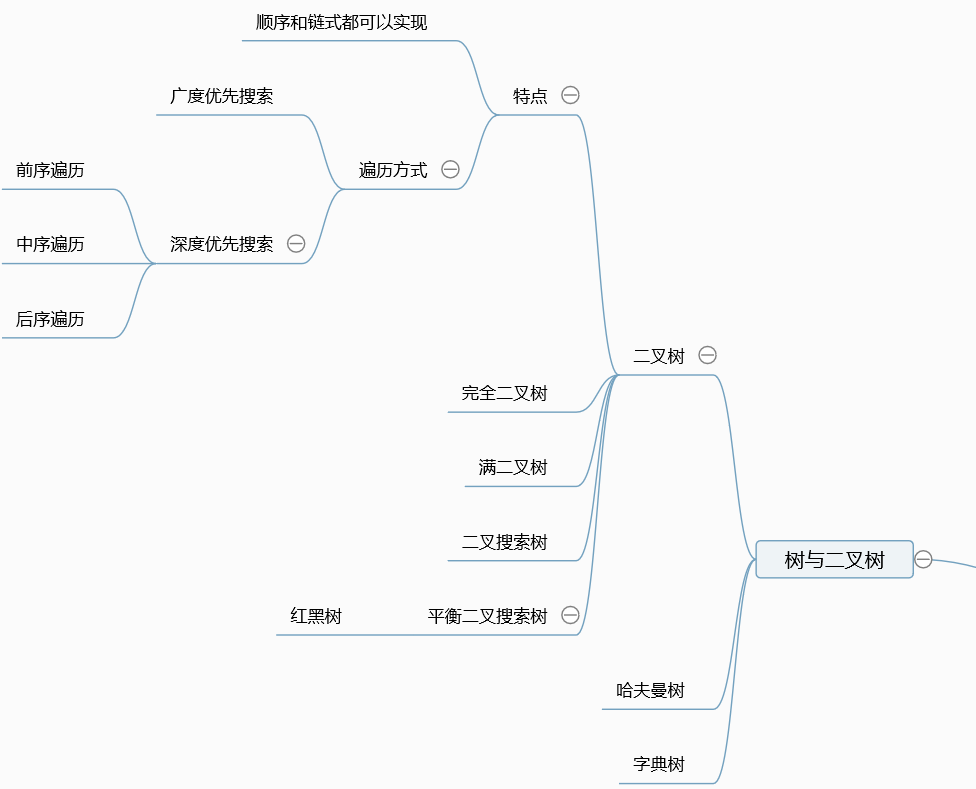 顺序和链式都可以实现
广度优先搜索
特点
前序遍历
遍历方式
中序遍历
深度优先搜索
后序遍历
二叉树
完全二叉树
满二叉树
二叉搜索树
树与二叉树
红黑树
平衡二叉搜索树
哈夫曼树
字典树